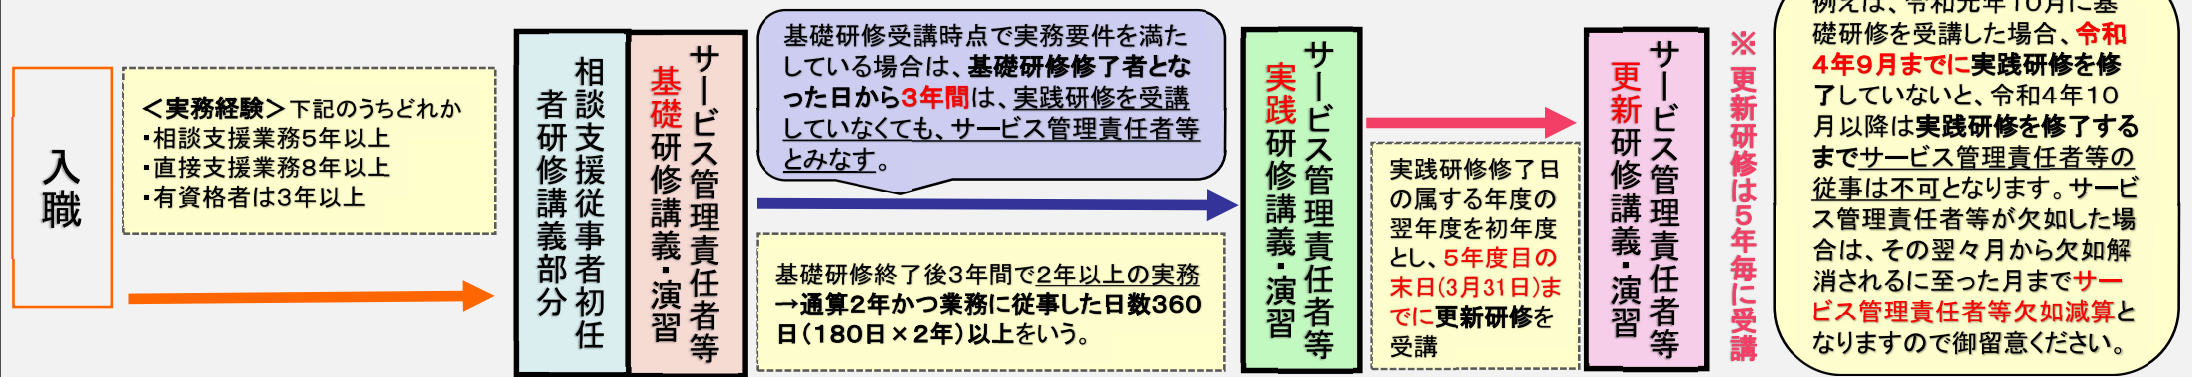 入職
＜実務経験＞下記のうちどれか
・相談支援業務5年以上
・直接支援業務8年以上
・有資格者は3年以上
相談支援従事者初任
者研修講義部分
サービス管理責任者等
基礎研修講義・演習
基礎研修受講時点で実務要件を満た
している場合は、基礎研修修了者とな
った日から3年間は、実践研修を受講
していなくても、サービス管理責任者等
とみなす。
基礎研修終了後3年間で2年以上の実務
→通算2年かつ業務に従事した日数360
日（180日×2年）以上をいう。
サービス管理責任者等
実践研修講義・演習
実践研修修了日
の属する年度の
翌年度を初年度
とし、5年度目の
末日(3月31日)ま
でに更新研修を
受講
サービス管理責任者等
更新研修講義・演習
※更新研修は5年毎に受講
例えば、令和元年10月に基
礎研修を受講した場合、令和
4年9月までに実践研修を修
了していないと、令和4年10
月以降は実践研修を修了する
までサービス管理責任者等の
従事は不可となります。サービ
ス管理責任者等が欠如した場
合は、その翌々月から欠如解
消されるに至った月までサー
ビス管理責任者等欠如減算と
なりますので御留意ください。